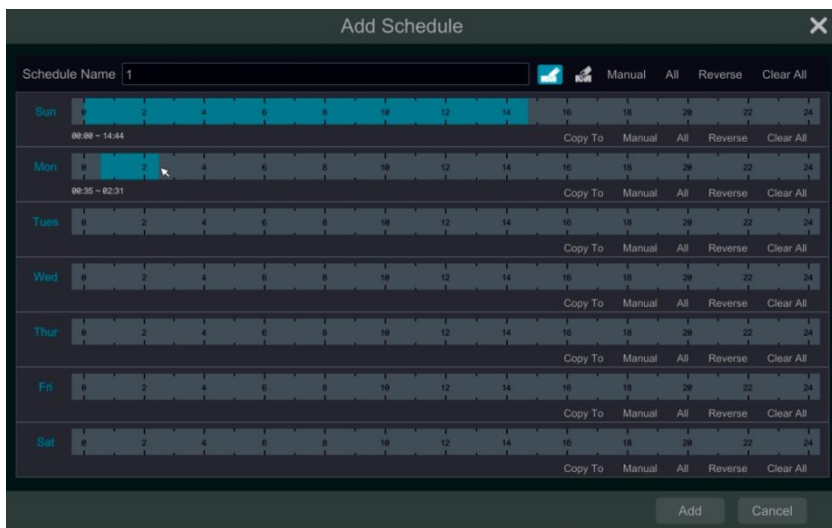 Add Schedule
Schedule Name 1 Manual All Reverse Clear All
Sun 0 2 4 6 8 10 12 14 16 18 20 22 24
00:00 ~ 14:44 Copy To Manual All Reverse Clear All
Mon 0 2 4 6 8 10 12 14 16 18 20 22 24
00:35 ~ 02:31 Copy To Manual All Reverse Clear All
Tues 0 2 4 6 8 10 12 14 16 18 20 22 24
Copy To Manual All Reverse Clear All
Wed 0 2 4 6 8 10 12 14 16 18 20 22 24
Copy To Manual All Reverse Clear All
Thur 0 2 4 6 8 10 12 14 16 18 20 22 24
Copy To Manual All Reverse Clear All
Fri 0 2 4 6 8 10 12 14 16 18 20 22 24
Copy To Manual All Reverse Clear All
Sat 0 2 4 6 8 10 12 14 16 18 20 22 24
Copy To Manual All Reverse Clear All
Add Cancel